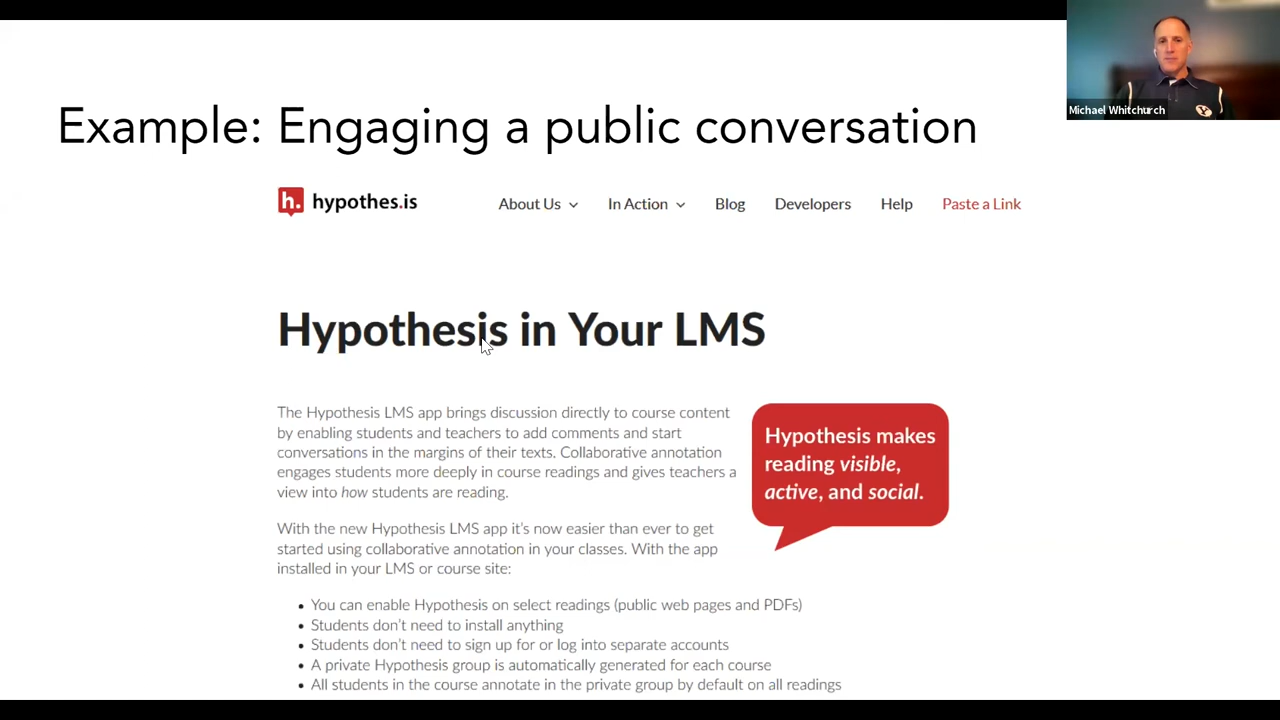 Michael Whitchurch
Example: Engaging a public conversation
h. hypothes.is
About Us In Action Blog Developers Help Paste a Link
Hypothesis in Your LMS
The Hypothesis LMS app brings discussion directly to course content
by enabling students and teachers to add comments and start
conversations in the margins of their texts. Collaborative annotation
engages students more deeply in course readings and gives teachers a
view into how students are reading.
Hypothesis makes
reading visible,
active, and social.
With the new Hypothesis LMS app it's now easier than ever to get
started using collaborative annotation in your classes. With the app
installed in your LMS or course site:
• You can enable Hypothesis on select readings (public web pages and PDFs)
• Students don't need to install anything
• Students don't need to sign up for or log into separate accounts
• A private Hypothesis group is automatically generated for each course
• All students in the course annotate in the private group by default on all readings